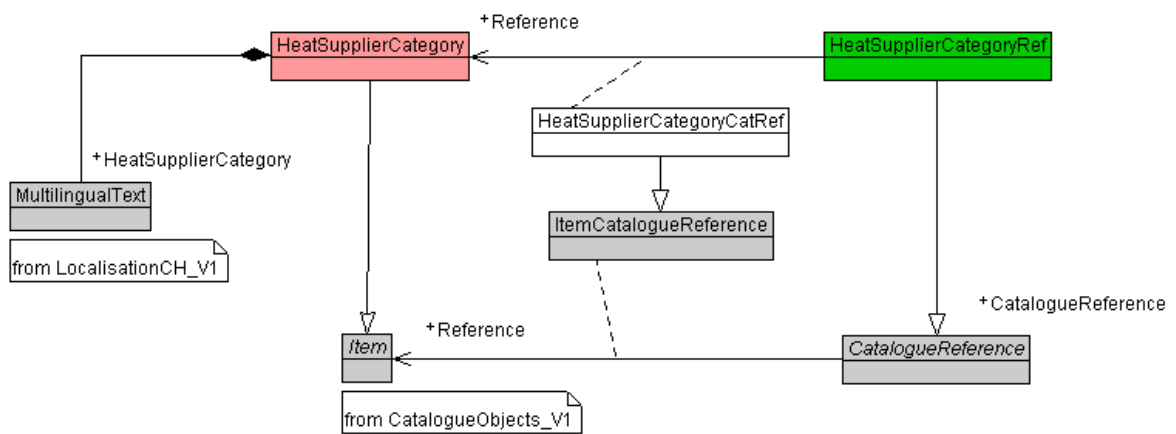 +Reference
HeatSupplierCategory
HeatSupplierCategoryRef
HeatSupplierCategoryCatRef
+HeatSupplierCategory
MultilingualText
ItemCatalogueReference
from LocalisationCH_V1
+CatalogueReference
+Reference
Item
CatalogueReference
from CatalogueObjects_V1